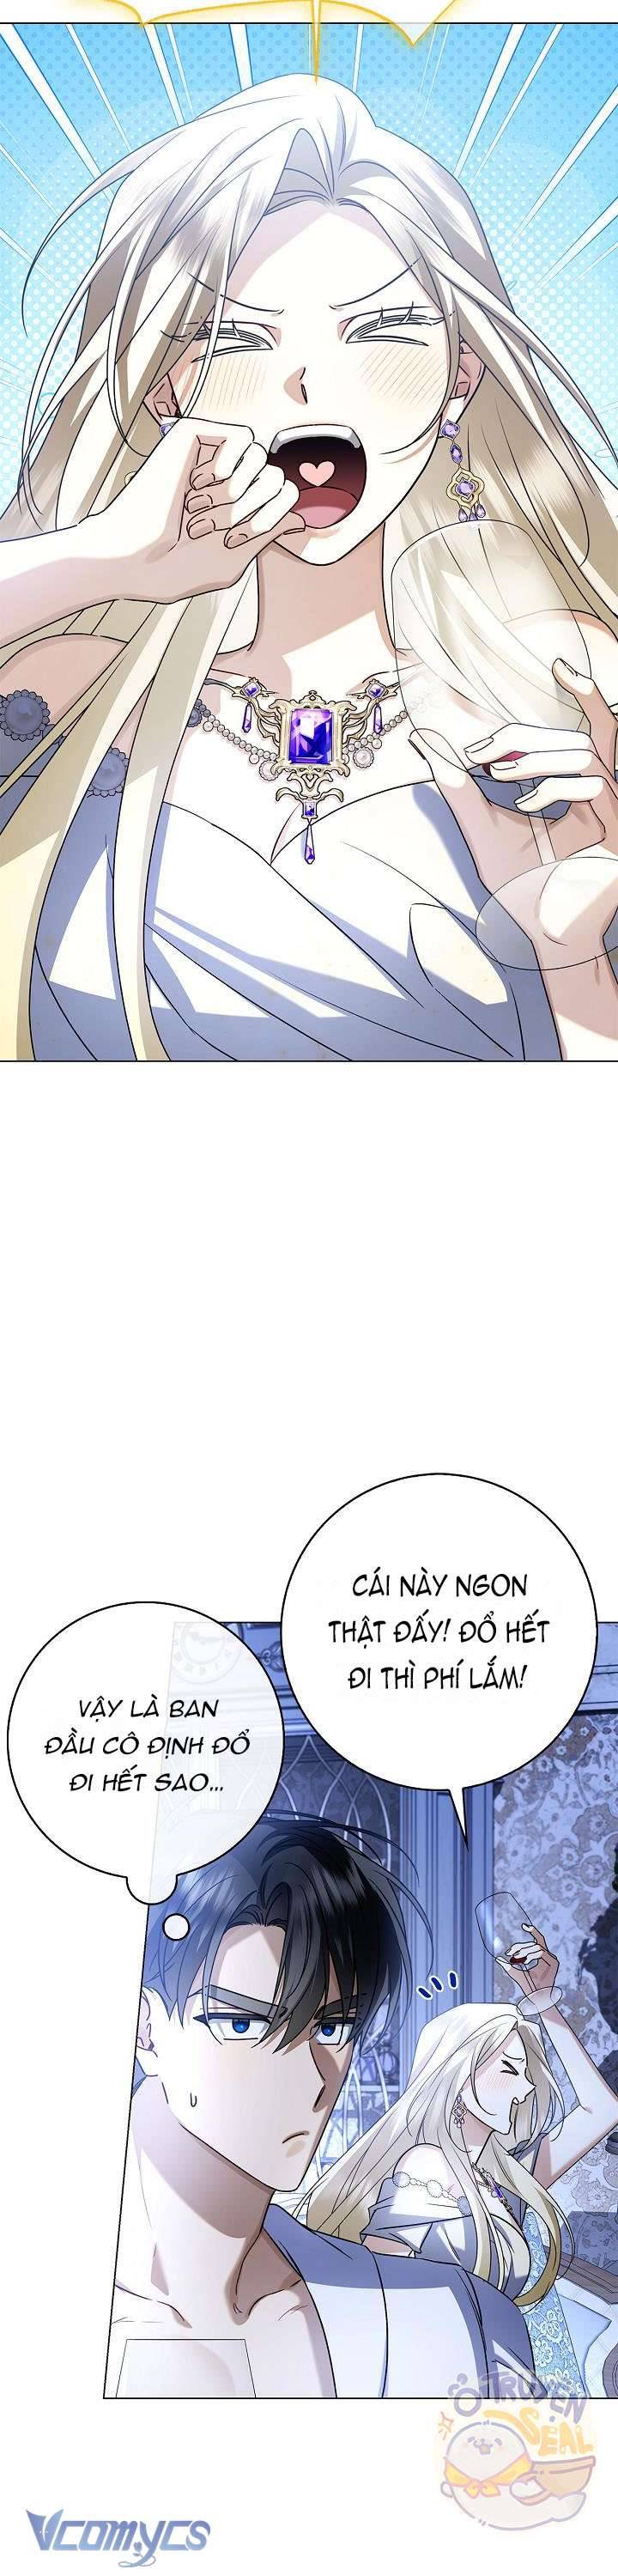 CÁI NÀY NGON
THẬT ĐẤY! ĐỔ HẾT
ĐI THÌ PHÍ LẮM!
VẬY LÀ BAN
ĐẦU CÔ ĐỊNH ĐỔ
ĐI HẾT SAO...
Ổ TRUYỆN
SEAL
VCOMYCS